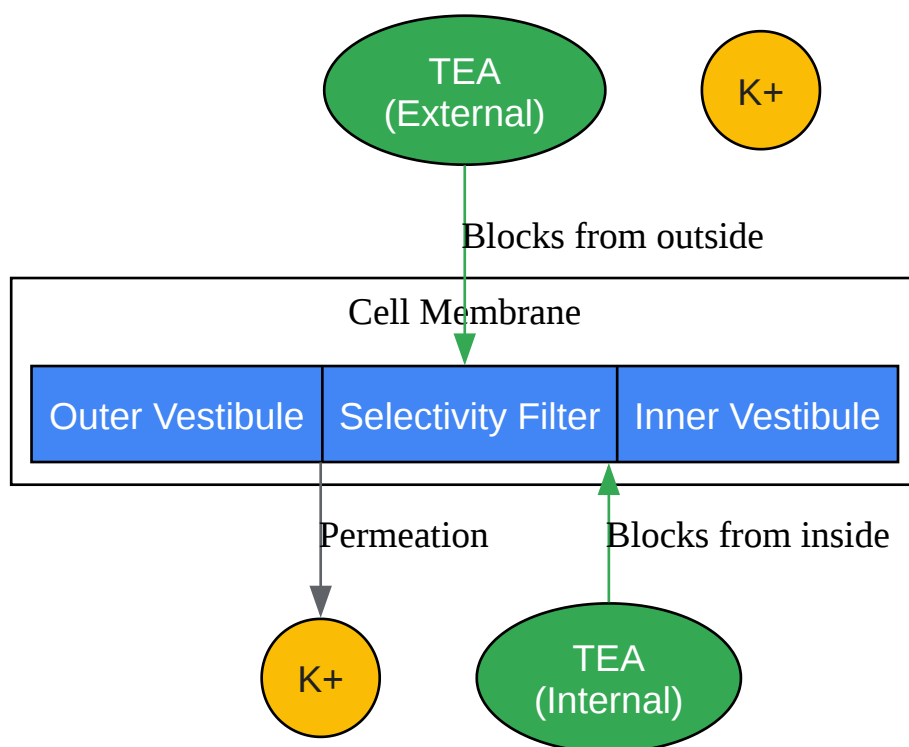 TEA
(External)
K+
Blocks from outside
Cell Membrane
Outer Vestibule
Selectivity Filter
Inner Vestibule
Permeation
Blocks from inside
K+
TEA
(Internal)